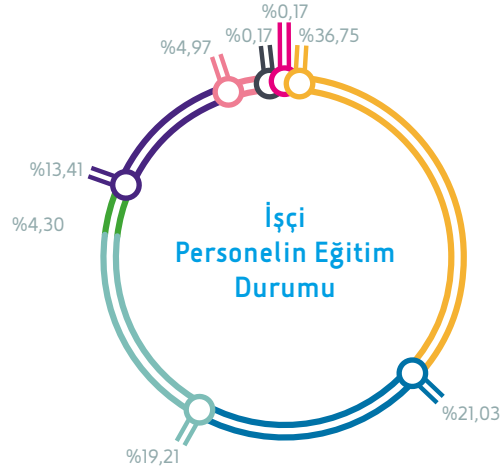 %0,17
%0,17
%36,75
%4,97
%13,41
%4,30
İşçi
Personelin Eğitim
Durumu
%21,03
%19,21